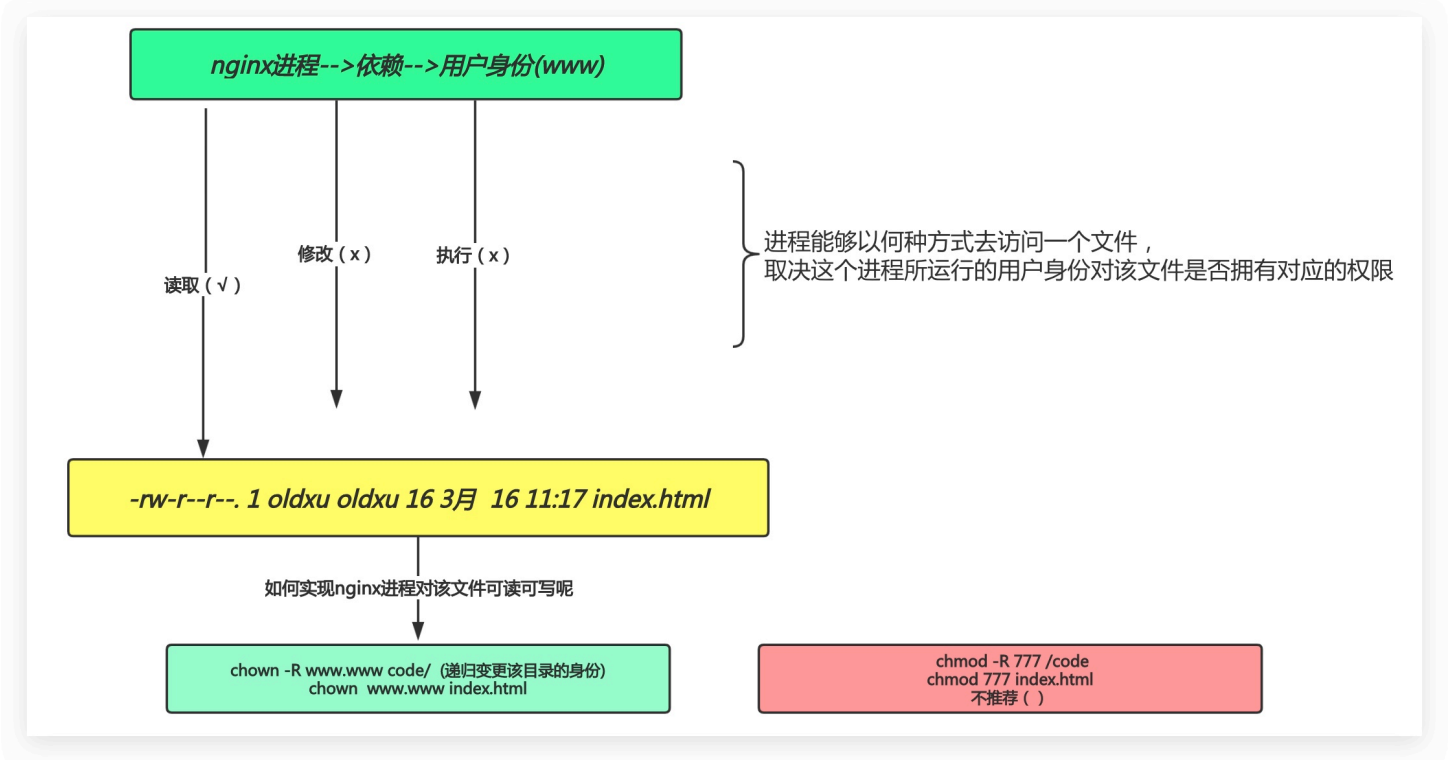 nginx进程-->依赖-->用户身份(www)
修改（x）
执行（x）
读取（√）
进程能够以何种方式去访问一个文件，
取决这个进程所运行的用户身份对该文件是否拥有对应的权限
-rw-r--r--. 1 oldxu oldxu 16 3月  16 11:17 index.html
如何实现nginx进程对该文件可读可写呢
chown -R www.www code/  (递归变更该目录的身份)
chown  www.www index.html
chmod -R 777 /code
chmod 777 index.html
不推荐（ ）